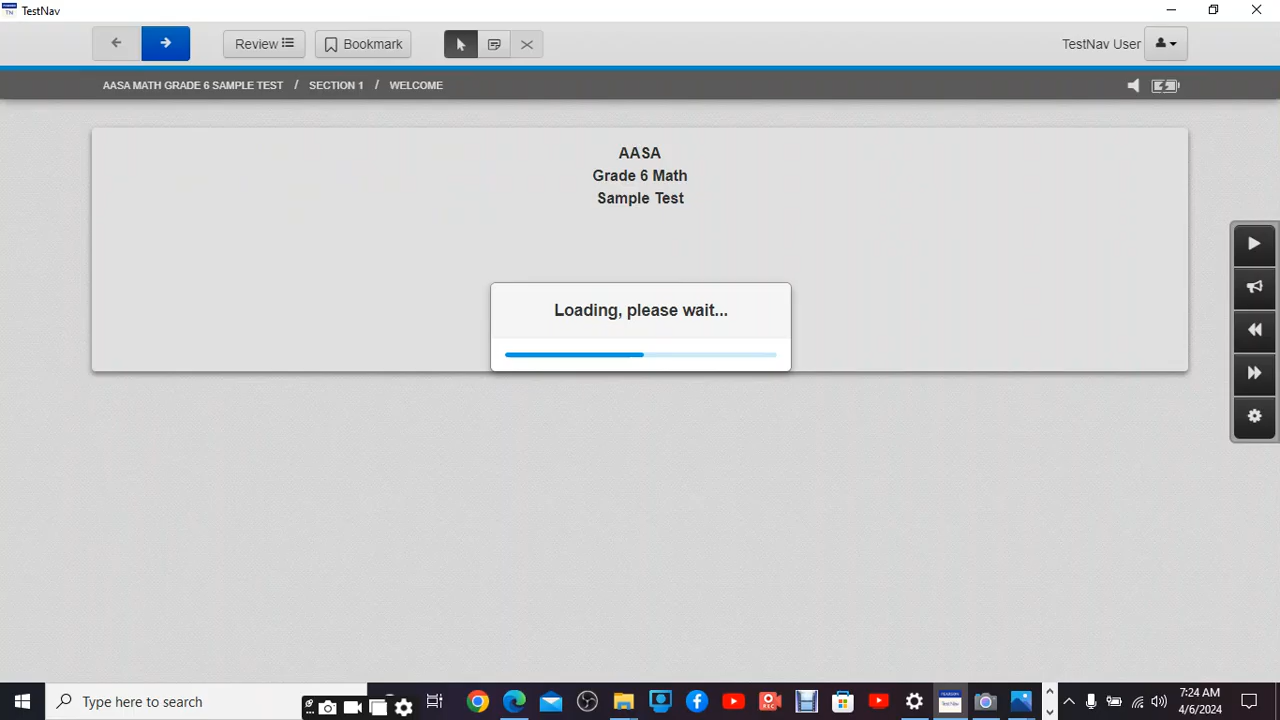 TestNav
Review
Bookmark
TestNav User
AASA MATH GRADE 6 SAMPLE TEST / SECTION 1 / WELCOME
AASA
Grade 6 Math
Sample Test
Loading, please wait...
Type here to search
REC
7:24 AM
4/6/2024